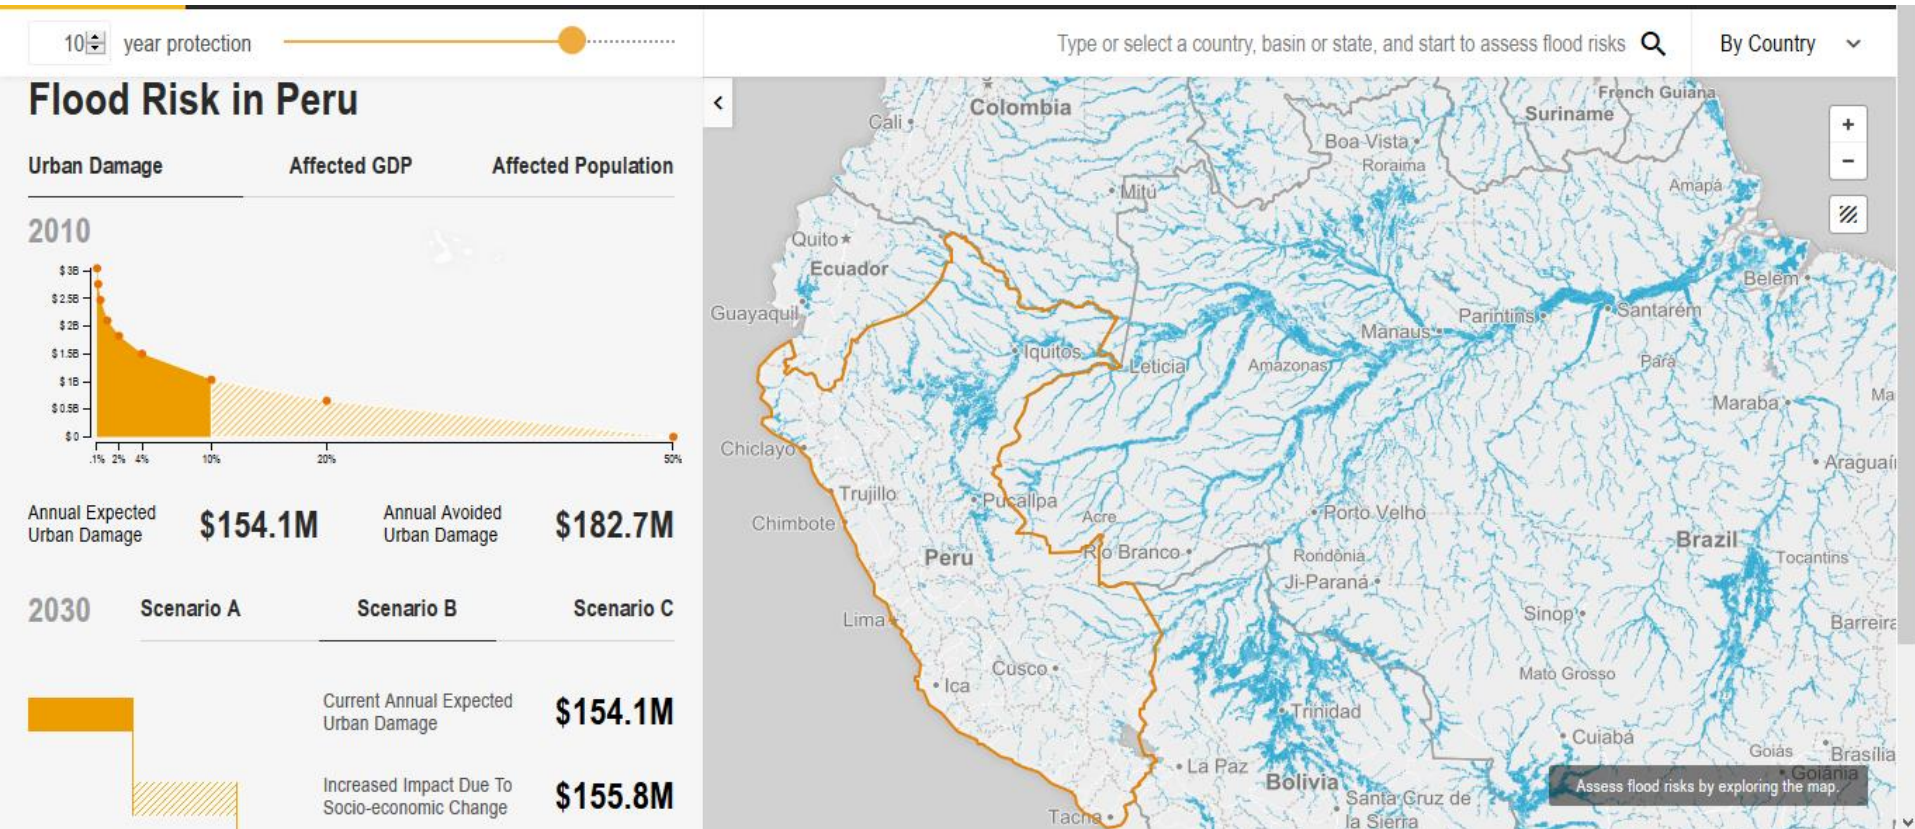 10 year protection
Type or select a country, basin or state, and start to assess flood risks
By Country
Flood Risk in Peru
Urban Damage
Affected GDP
Affected Population
2010
$3B
$2.5B
$2B
$1.5B
$1B
$0.5B
$0
.1% 2% 4% 10% 20% 50%
Annual Expected
Urban Damage
$154.1M
Annual Avoided
Urban Damage
$182.7M
2030
Scenario A
Scenario B
Scenario C
Current Annual Expected
Urban Damage
$154.1M
Increased Impact Due To
Socio-economic Change
$155.8M
+
−
Colombia
French Guiana
Suriname
Cali
Boa Vista
Roraima
Mitú
Amapá
Quito
Ecuador
Belém
Guayaquil
Parintins
Santarém
Manaus
Iquitos
Leticia
Amazonas
Pará
Maraba
Ma
Chiclayo
Araguaí
Trujillo
Pucallpa
Acre
Porto Velho
Chimbote
Peru
Rio Branco
Rondônia
Brazil
Tocantins
Ji-Paraná
Lima
Sinop
Barreira
Cusco
Mato Grosso
Ica
Trinidad
Cuiabá
Goiás
Brasília
La Paz
Bolivia
Goiânia
Assess flood risks by exploring the map.
Santa Cruz de
la Sierra
Tacna